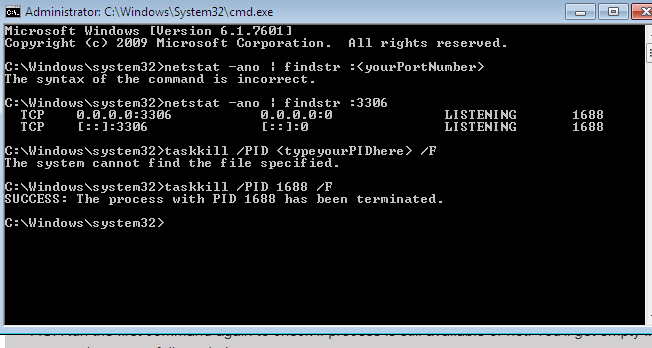 Administrator: C:\Windows\System32\cmd.exe
Microsoft Windows [Version 6.1.7601]
Copyright (c) 2009 Microsoft Corporation.  All rights reserved.
C:\Windows\system32>netstat -ano | findstr :<yourPortNumber>
The syntax of the command is incorrect.
C:\Windows\system32>netstat -ano | findstr :3306
  TCP    0.0.0.0:3306           0.0.0.0:0              LISTENING       1688
  TCP    [::]:3306              [::]:0                 LISTENING       1688
C:\Windows\system32>taskkill /PID <typeyourPIDhere> /F
The system cannot find the file specified.
C:\Windows\system32>taskkill /PID 1688 /F
SUCCESS: The process with PID 1688 has been terminated.
C:\Windows\system32>